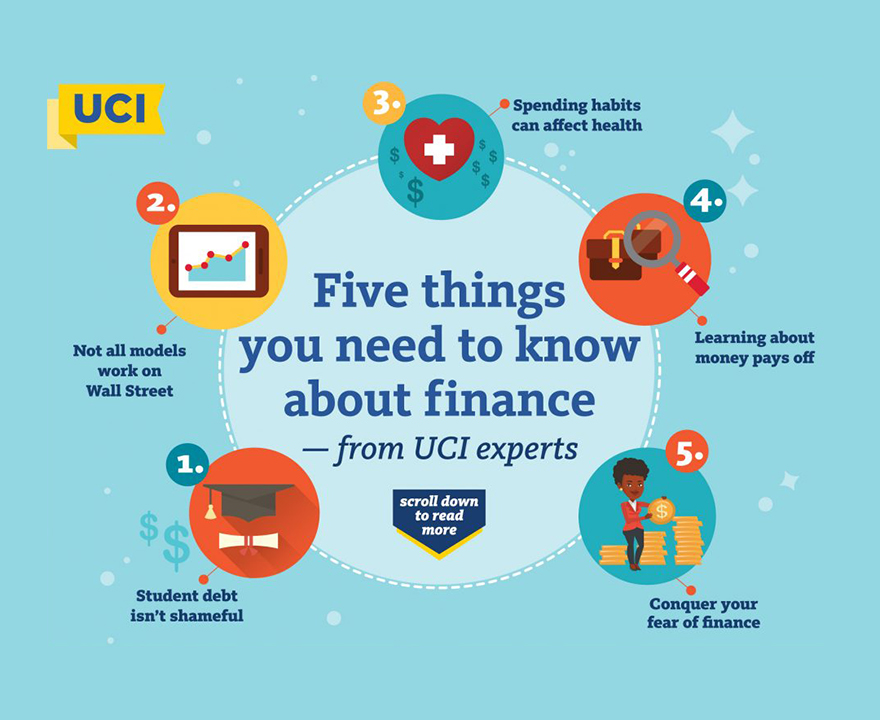 UCI
Five things
you need to know
about finance
— from UCI experts
scroll down
to read
more
1.
Student debt
isn't shameful
2.
Not all models
work on
Wall Street
3.
Spending habits
can affect health
4.
Learning about
money pays off
5.
Conquer your
fear of finance
$
$
$
$
$
$
$
$
$
$